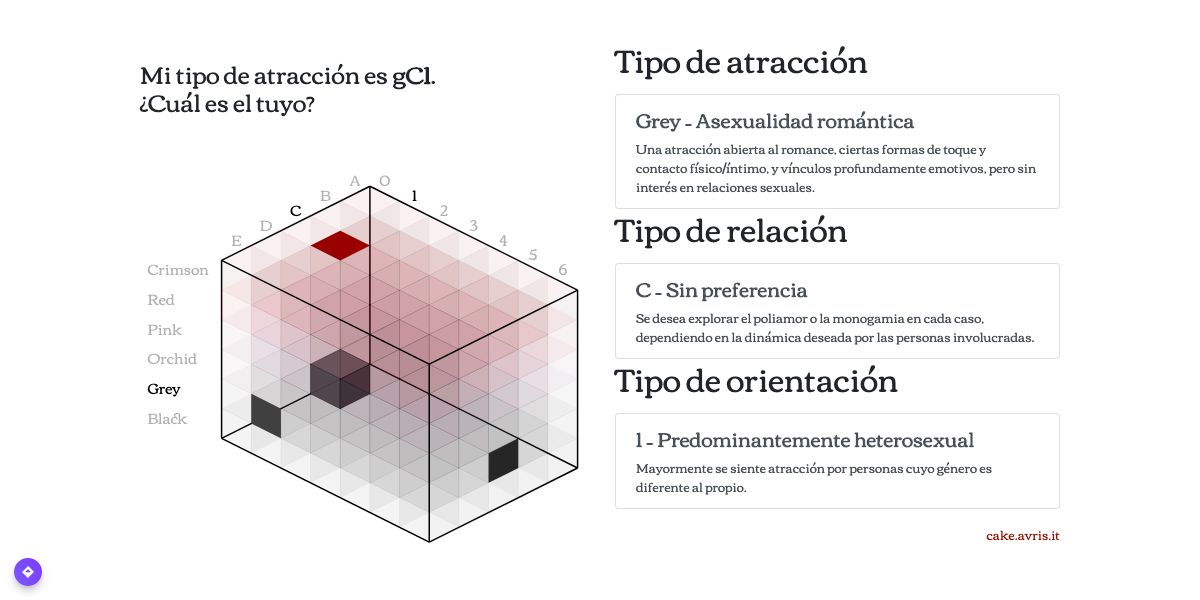 Mi tipo de atracción es gC1.
¿Cuál es el tuyo?
A
B
C
D
E
0
1
2
3
4
5
6
Crimson
Red
Pink
Orchid
Grey
Black
Tipo de atracción
Grey - Asexualidad romántica
Una atracción abierta al romance, ciertas formas de toque y
contacto físico/íntimo, y vínculos profundamente emotivos, pero sin
interés en relaciones sexuales.
Tipo de relación
C - Sin preferencia
Se desea explorar el poliamor o la monogamia en cada caso,
dependiendo en la dinámica deseada por las personas involucradas.
Tipo de orientación
1 - Predominantemente heterosexual
Mayormente se siente atracción por personas cuyo género es
diferente al propio.
cake.avris.it